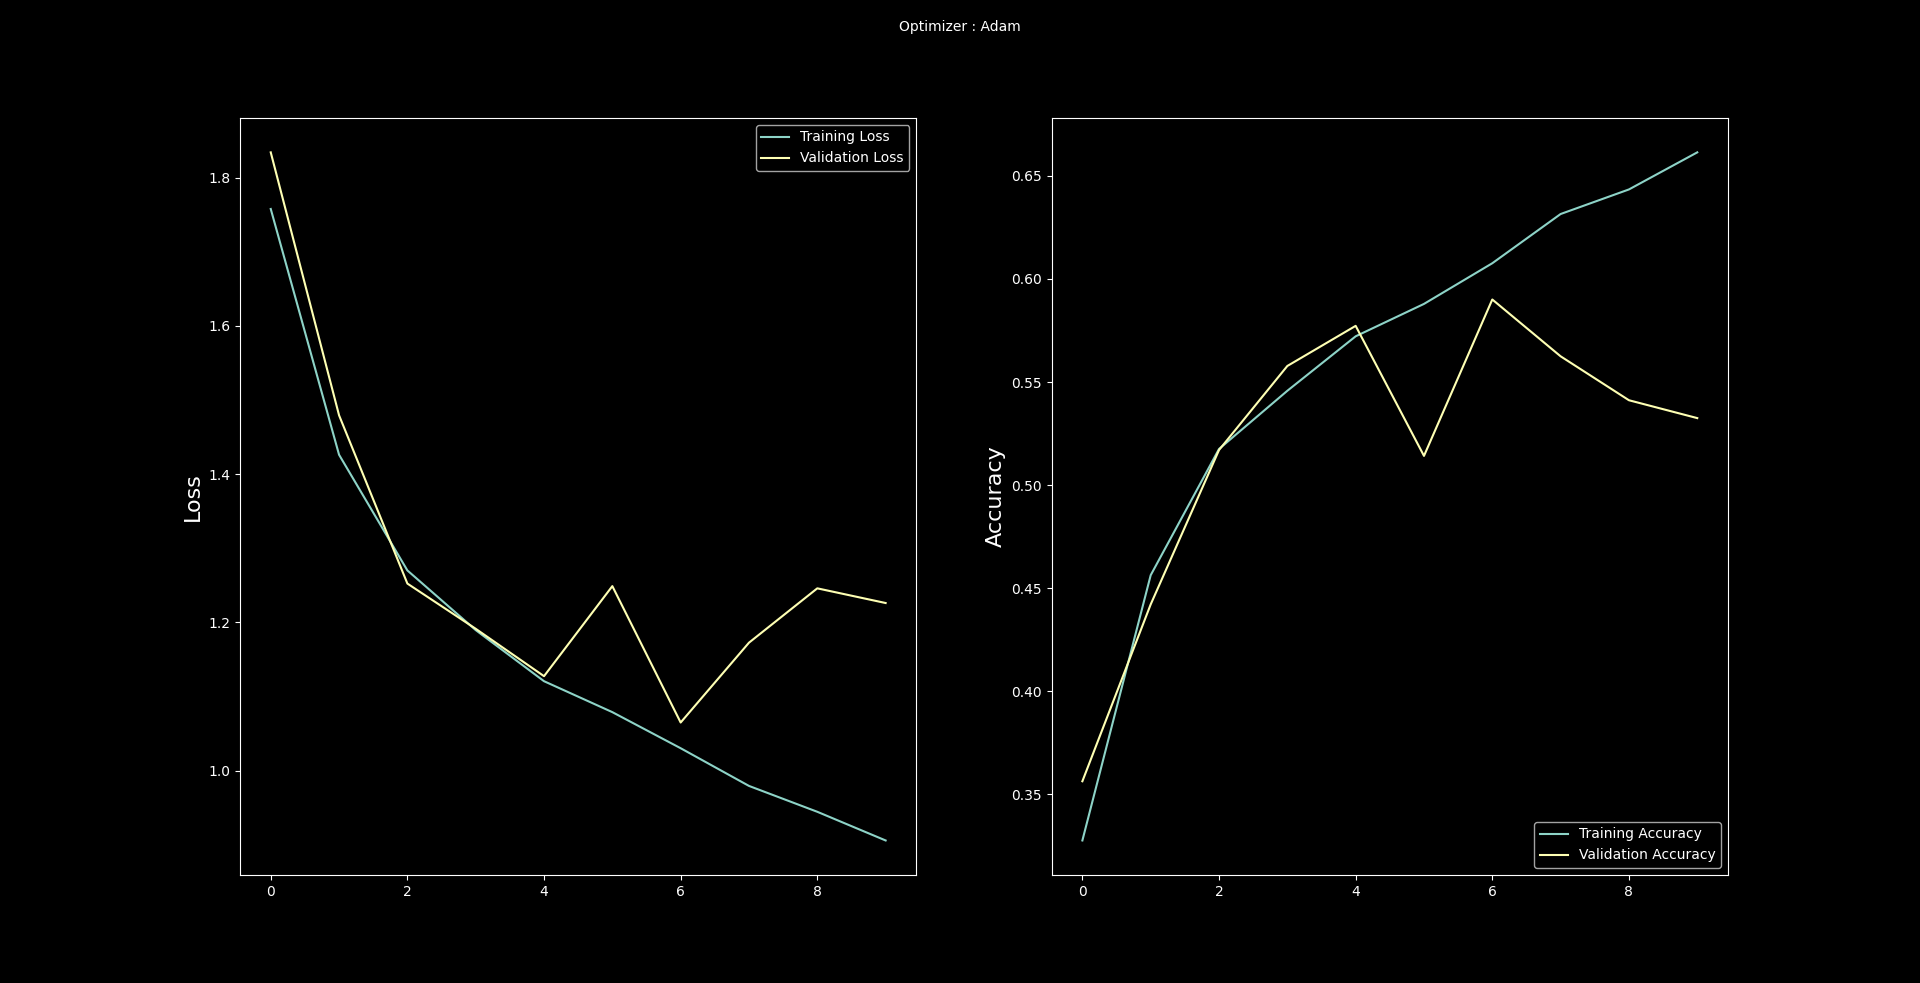 Optimizer : Adam
Training Loss
Validation Loss
1.8
1.6
1.4
1.2
1.0
Loss
0 2 4 6 8
0.65
0.60
0.55
0.50
0.45
0.40
0.35
Accuracy
Training Accuracy
Validation Accuracy
0 2 4 6 8